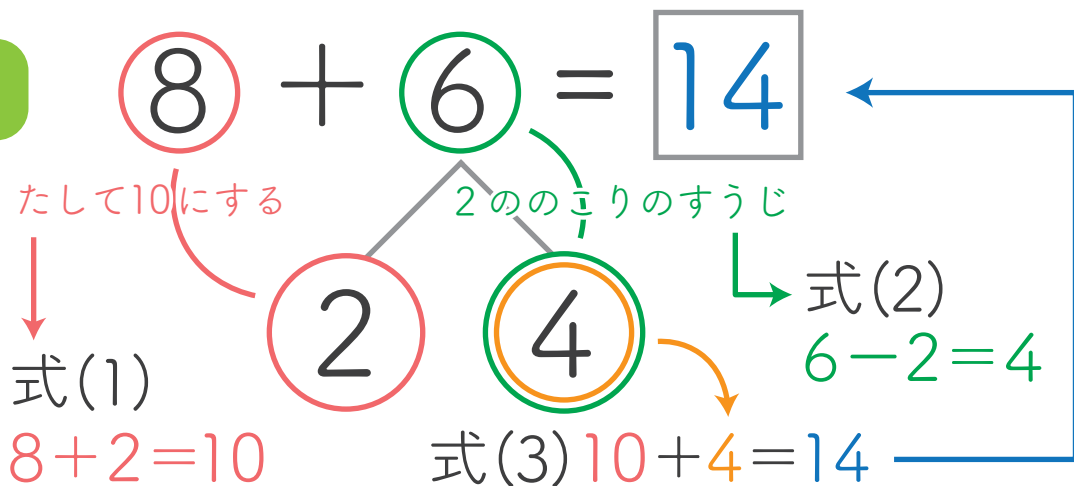 8+6=14
たして10にする
2ののこりのすうじ
2
4
式(2)
6-2=4
式(1)
8+2=10
式(3)10+4=14